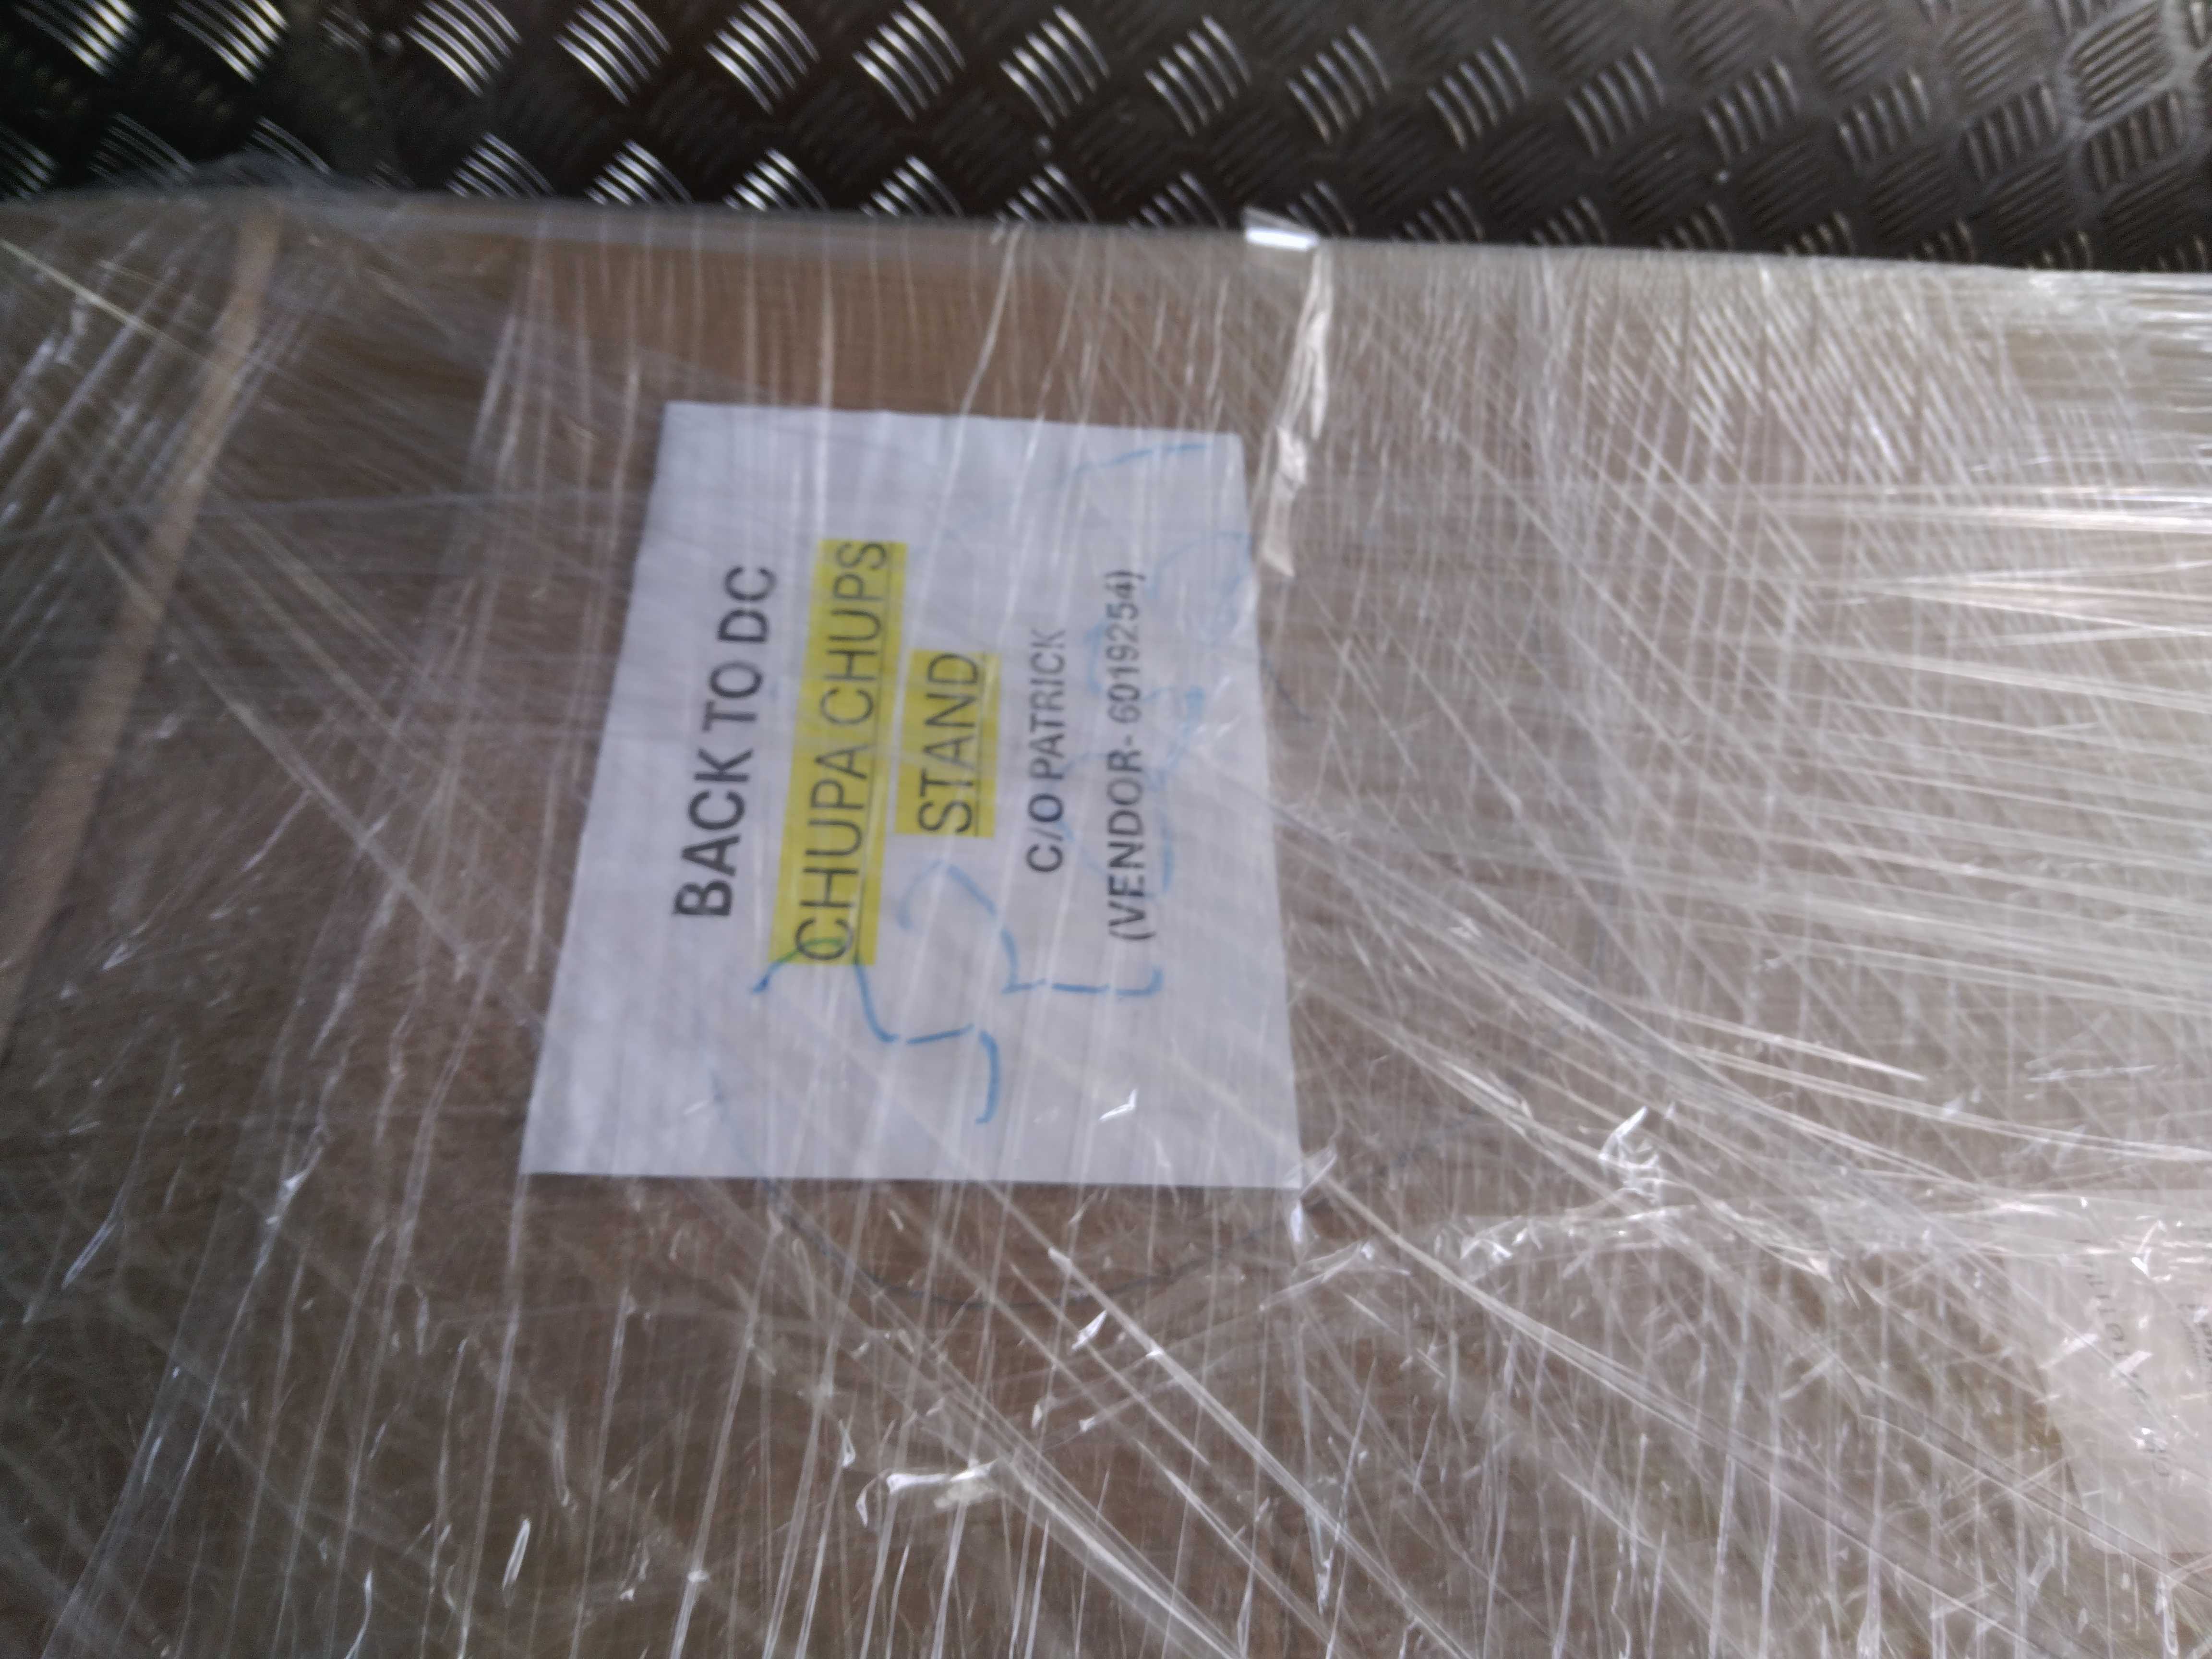 BACK TO DC
CHUPA CHUPS
STAND
C/O PATRICK
(VENDOR- 6019254)